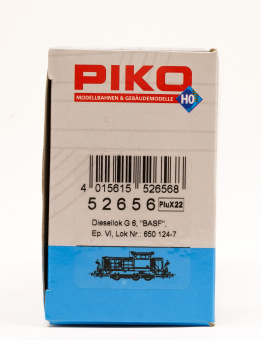 PIKO
MODELLBAHNEN & GEBÄUDEMODELLE
H0
4 015615 526568
52656 PluX22
Diesellok G 6, "BASF",
Ep. VI, Lok Nr.: 650 124-7